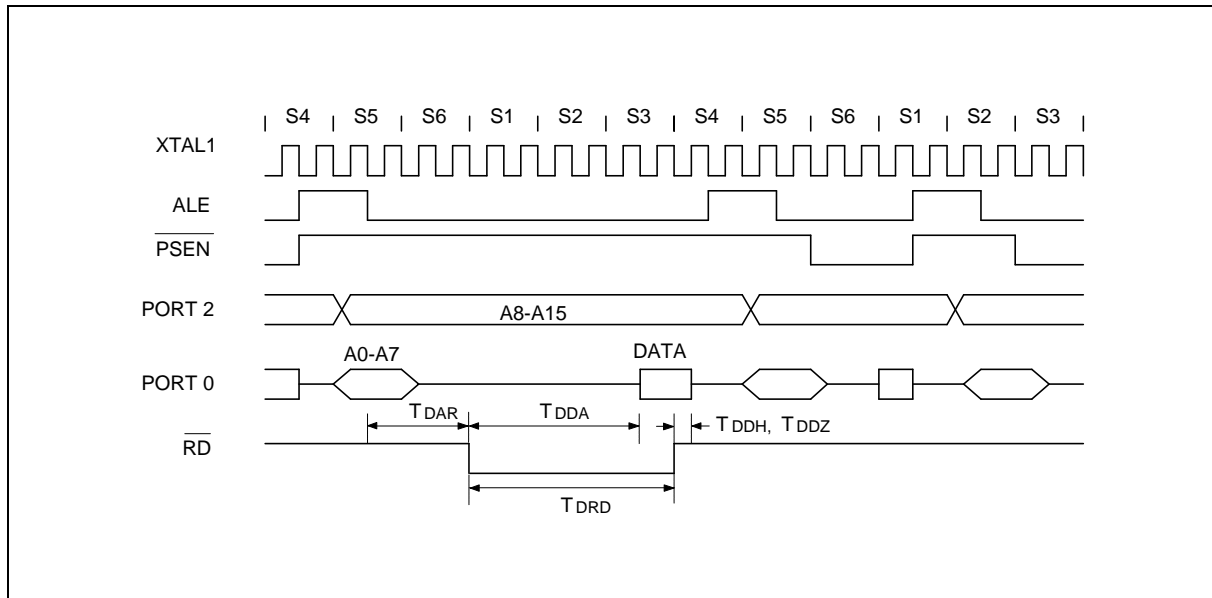 S4 S5 S6 S1 S2 S3 S4 S5 S6 S1 S2 S3
XTAL1
ALE
PSEN
PORT 2
A8-A15
A0-A7
DATA
PORT 0
TDAR
TDDA
TDDH, TDDZ
RD
TDRD